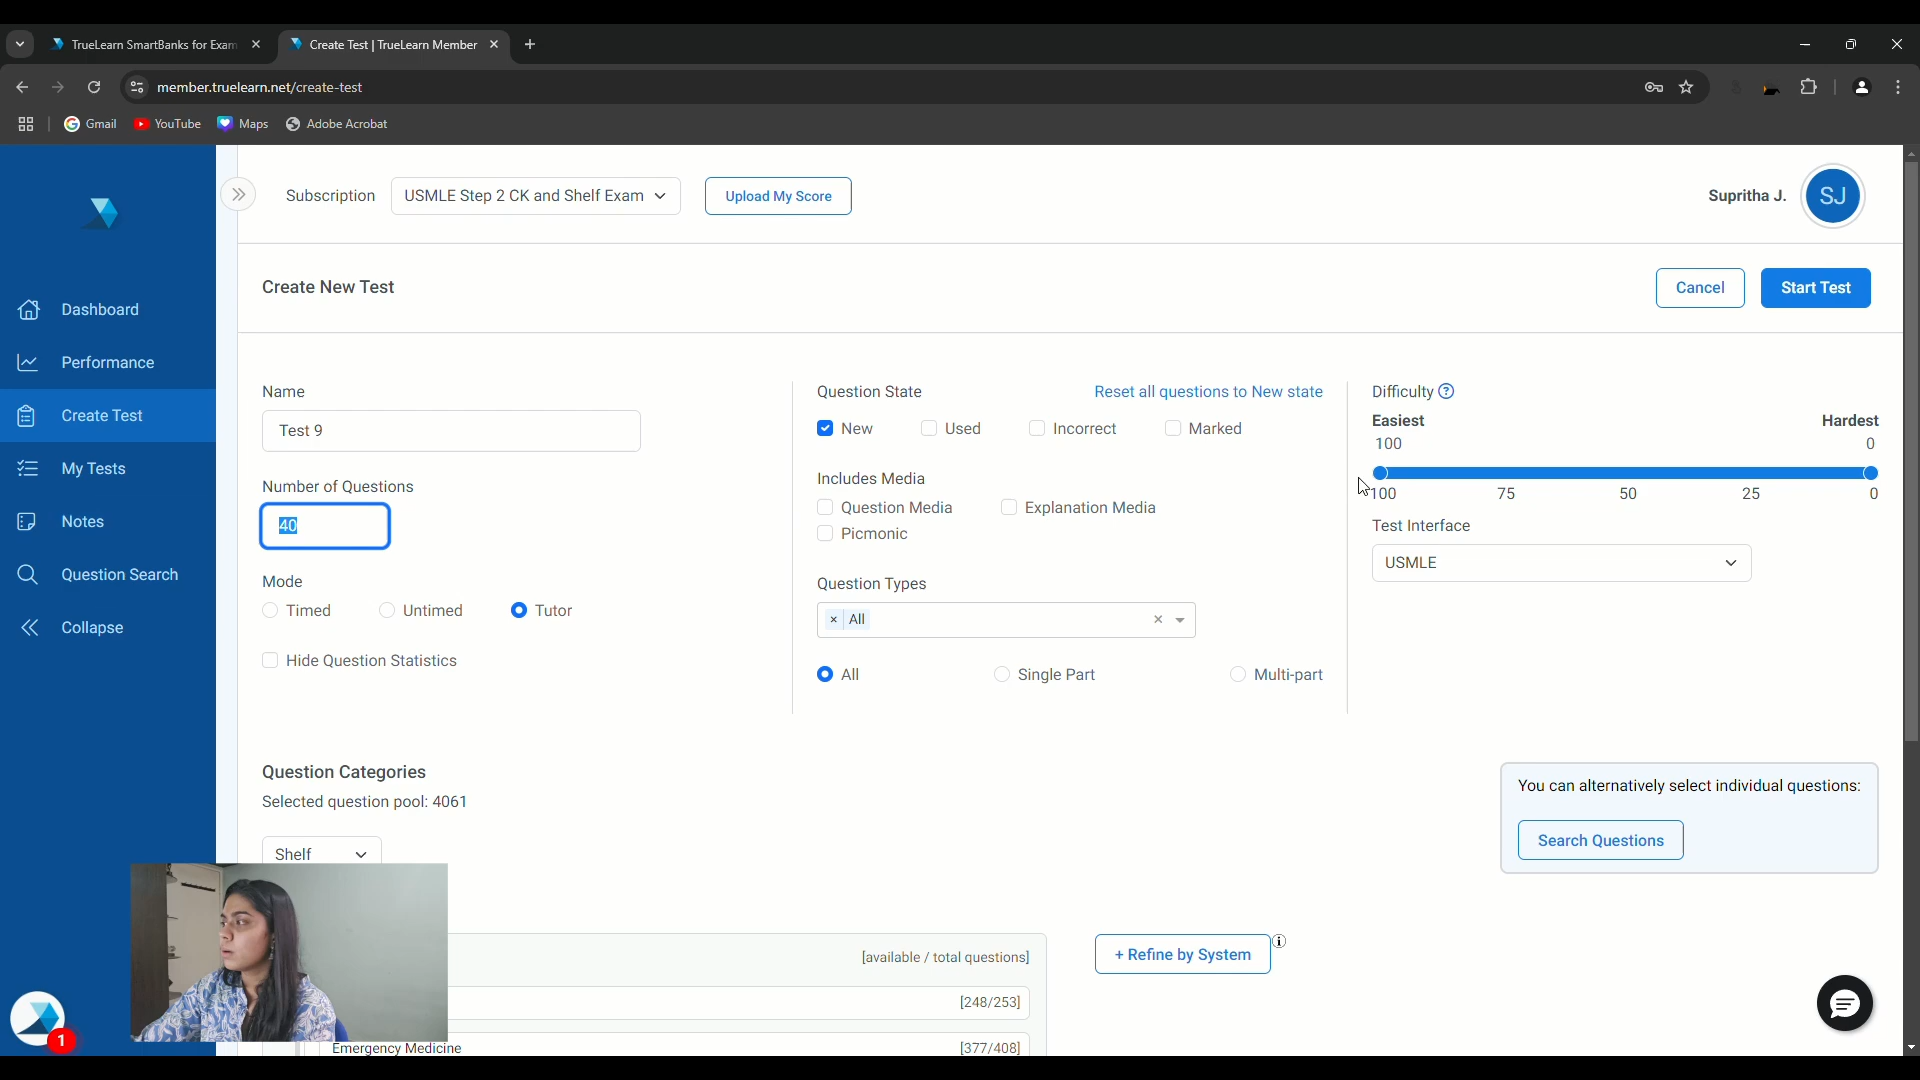 TrueLearn SmartBanks for Exam
Create Test | TrueLearn Member
member.truelearn.net/create-test
Gmail
YouTube
Maps
Adobe Acrobat
Subscription
USMLE Step 2 CK and Shelf Exam
Upload My Score
Supritha J.
SJ
Dashboard
Performance
Create Test
My Tests
Notes
Question Search
Collapse
1
Create New Test
Cancel
Start Test
Name
Test 9
Number of Questions
40
Mode
Timed
Untimed
Tutor
Hide Question Statistics
Question State
Reset all questions to New state
New
Used
Incorrect
Marked
Includes Media
Question Media
Explanation Media
Picmonic
Question Types
× All
All
Single Part
Multi-part
Difficulty ?
Easiest
Hardest
100
0
100
75
50
25
0
Test Interface
USMLE
Question Categories
Selected question pool: 4061
Shelf
You can alternatively select individual questions:
Search Questions
[available / total questions]
+ Refine by System
[248/253]
Emergency Medicine
[377/408]